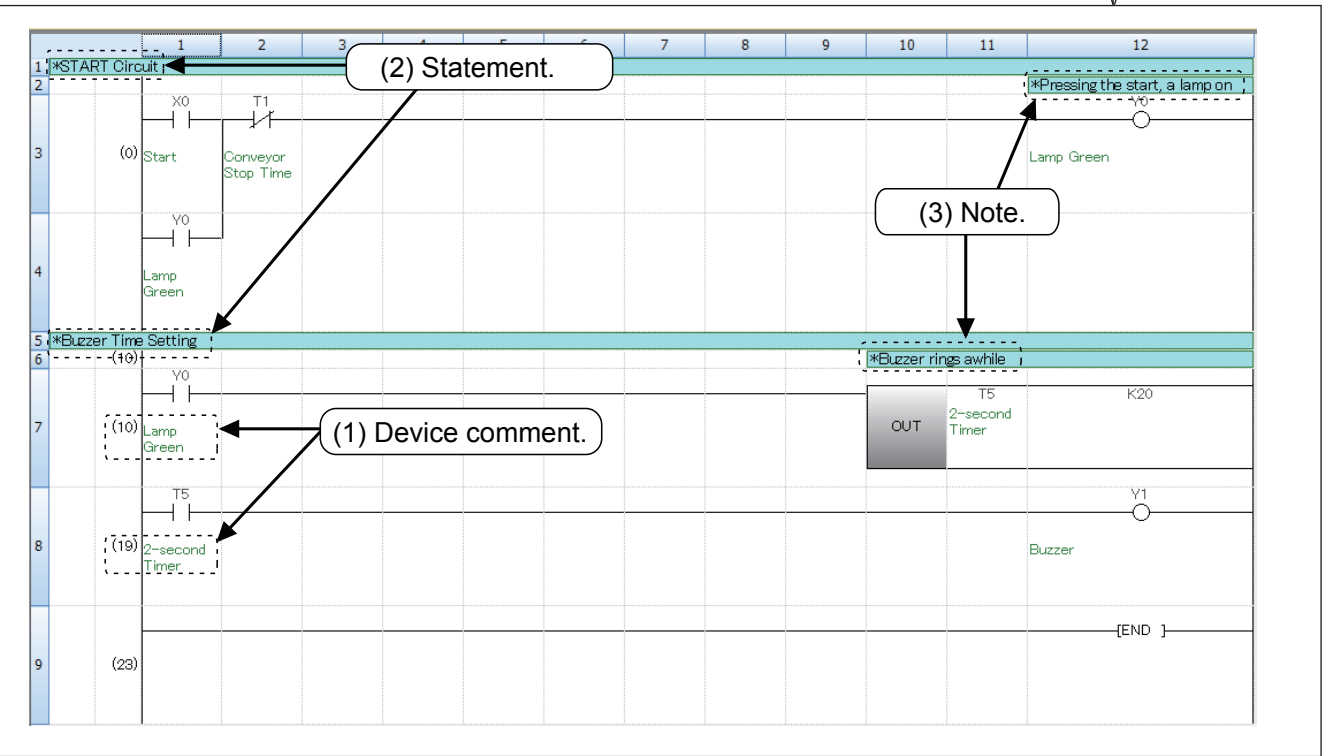 1 2 3 7 8 9 10 11 12
1 *START Circuit
(2) Statement.
2 *Pressing the start, a lamp on
X0 T1 Y0
3 (0) Start Conveyor Stop Time Lamp Green
(3) Note.
Y0
4 Lamp Green
5 *Buzzer Time Setting
6 (10) *Buzzer rings awhile
Y0 T5 K20
7 (10) Lamp Green OUT 2-second Timer
(1) Device comment.
T5 Y1
8 (19) 2-second Timer Buzzer
[END ]
9 (23)